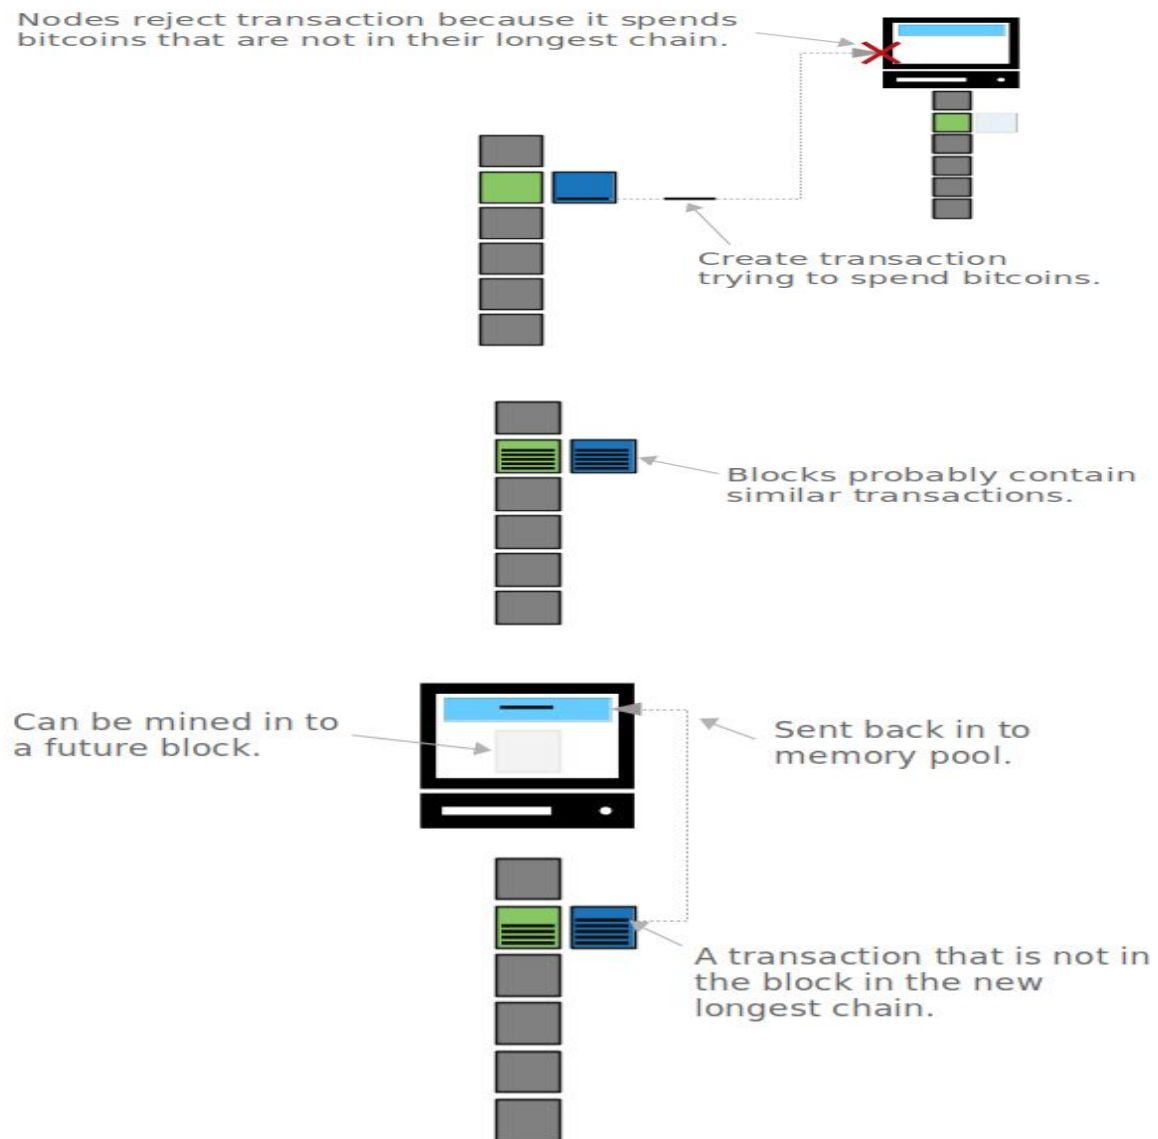 Nodes reject transaction because it spends
bitcoins that are not in their longest chain.
Create transaction
trying to spend bitcoins.
Blocks probably contain
similar transactions.
Can be mined in to
a future block.
Sent back in to
memory pool.
A transaction that is not in
the block in the new
longest chain.